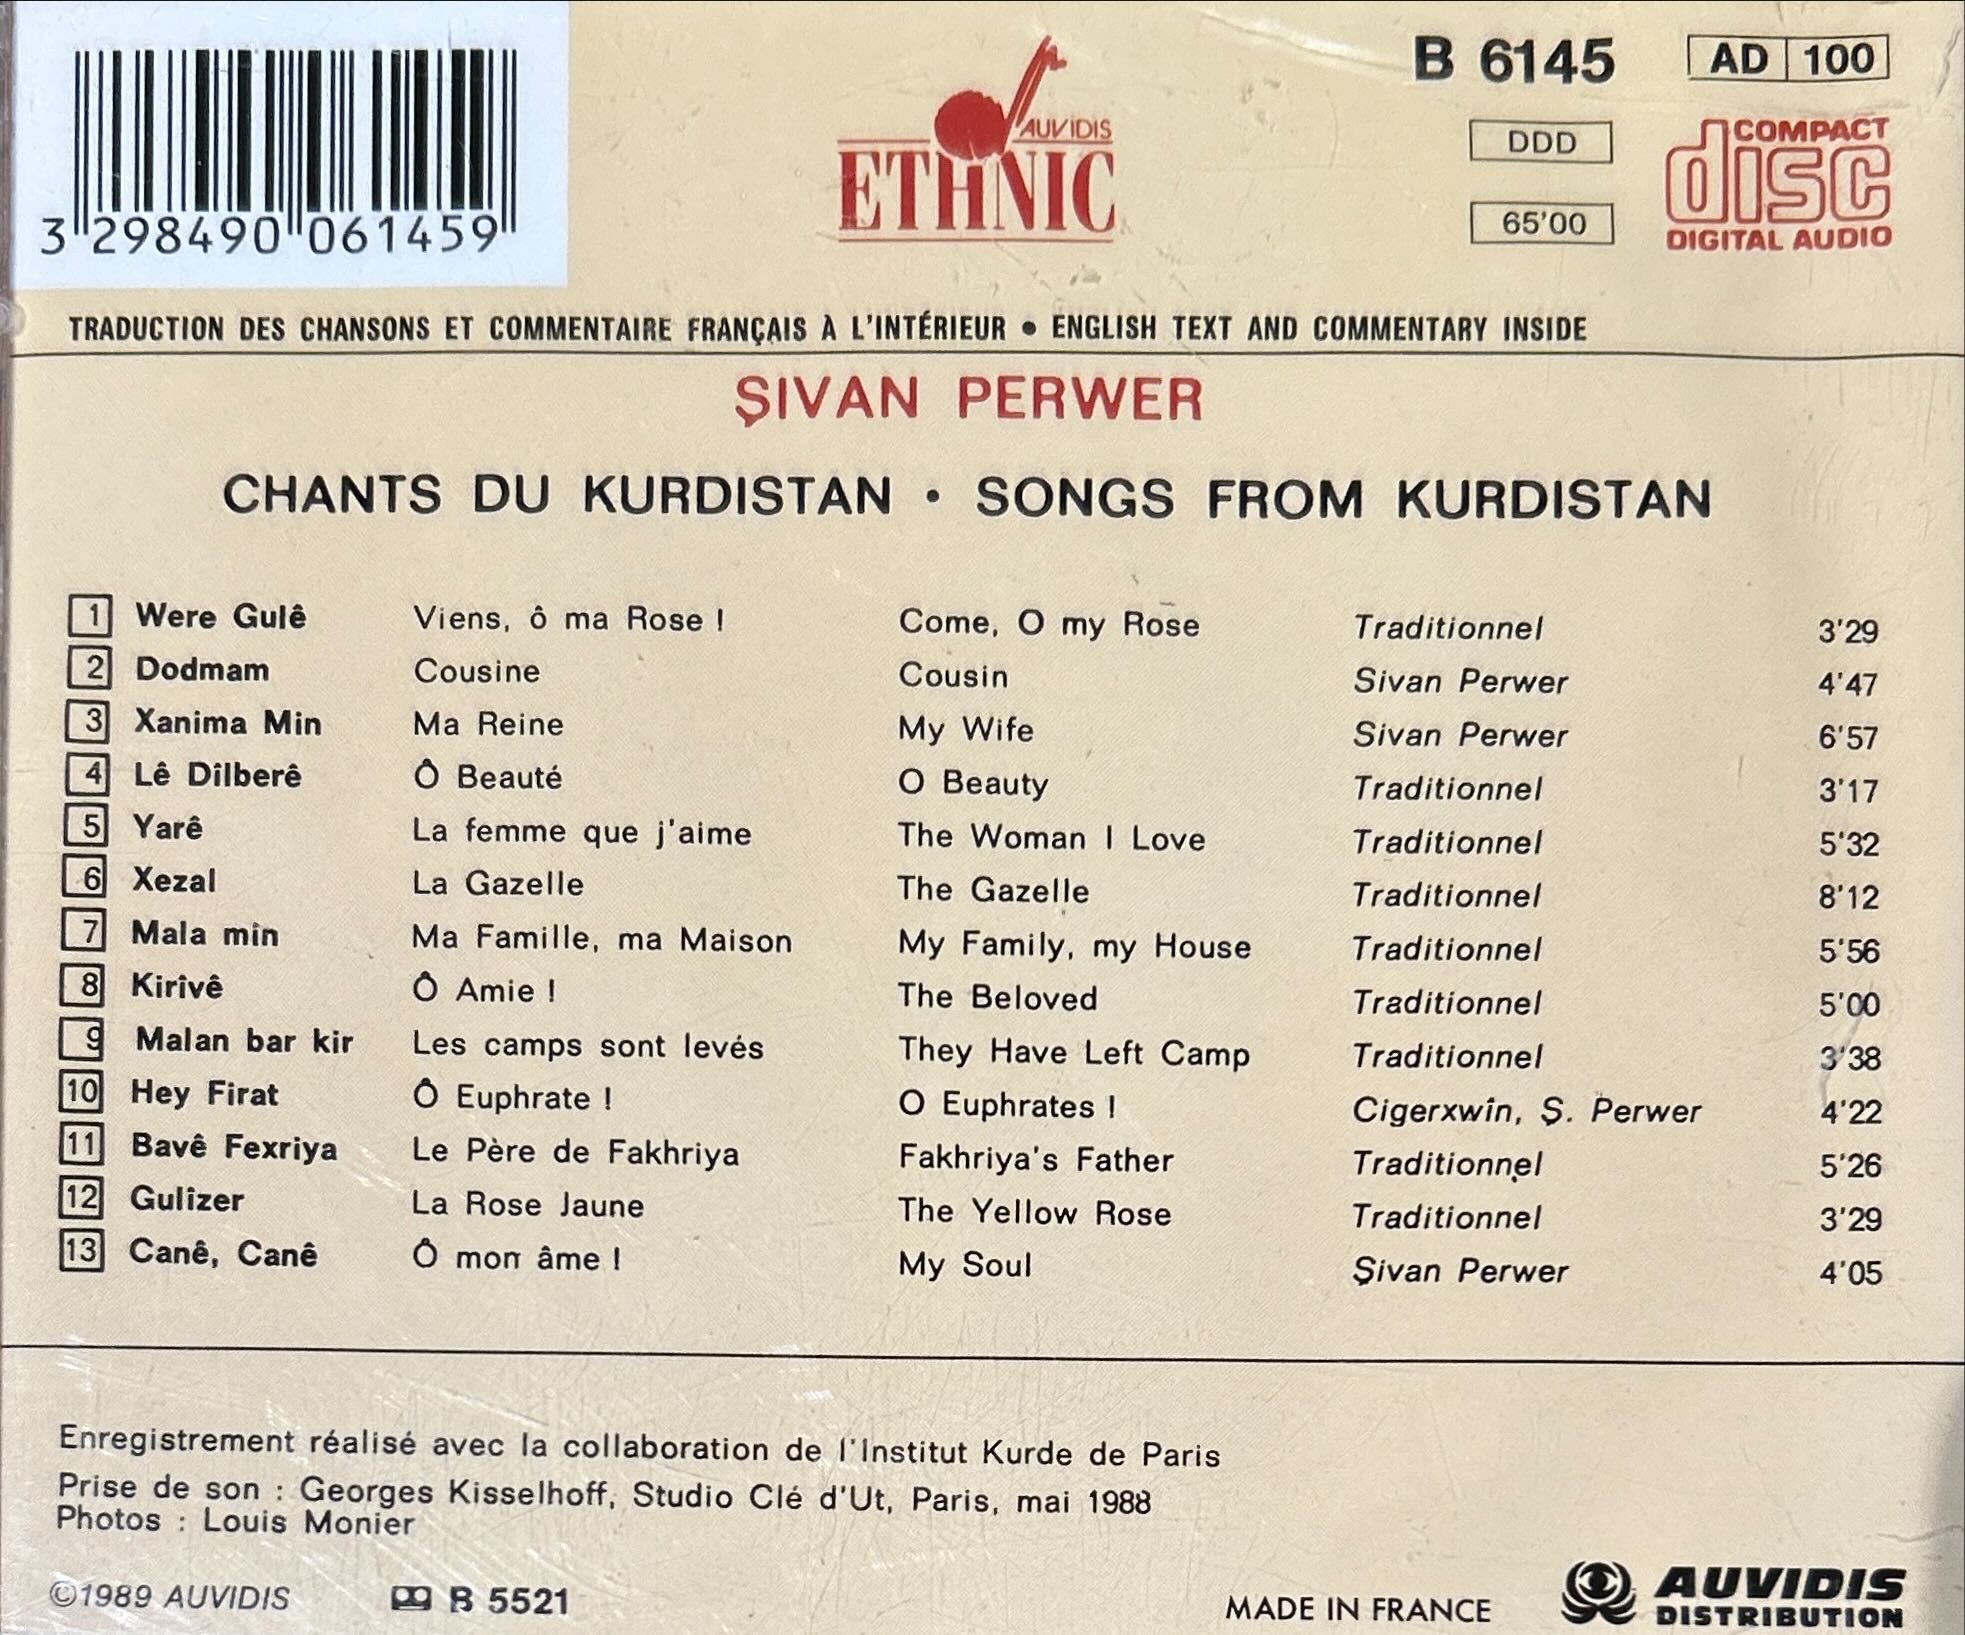 B 6145
AD 100
AUVIDIS
ETHNIC
DDD
COMPACT
disc
DIGITAL AUDIO
65'00
3 298490 061459
TRADUCTION DES CHANSONS ET COMMENTAIRE FRANÇAIS À L'INTÉRIEUR • ENGLISH TEXT AND COMMENTARY INSIDE
ŞIVAN PERWER
CHANTS DU KURDISTAN • SONGS FROM KURDISTAN
1 Were Gulê Viens, ô ma Rose ! Come, O my Rose Traditionnel 3'29
2 Dodmam Cousine Cousin Sivan Perwer 4'47
3 Xanima Min Ma Reine My Wife Sivan Perwer 6'57
4 Lê Dîlberê Ô Beauté O Beauty Traditionnel 3'17
5 Yarê La femme que j'aime The Woman I Love Traditionnel 5'32
6 Xezal La Gazelle The Gazelle Traditionnel 8'12
7 Mala mîn Ma Famille, ma Maison My Family, my House Traditionnel 5'56
8 Kirîvê Ô Amie ! The Beloved Traditionnel 5'00
9 Malan bar kir Les camps sont levés They Have Left Camp Traditionnel 3'38
10 Hey Firat Ô Euphrate ! O Euphrates ! Cigerxwîn, Ş. Perwer 4'22
11 Bavê Fexriya Le Père de Fakhriya Fakhriya's Father Traditionnel 5'26
12 Gulîzer La Rose Jaune The Yellow Rose Traditionnel 3'29
13 Canê, Canê Ô mon âme ! My Soul Şivan Perwer 4'05
Enregistrement réalisé avec la collaboration de l'Institut Kurde de Paris
Prise de son : Georges Kisselhoff, Studio Clé d'Ut, Paris, mai 1988
Photos : Louis Monier
©1989 AUVIDIS B 5521 MADE IN FRANCE
AUVIDIS
DISTRIBUTION